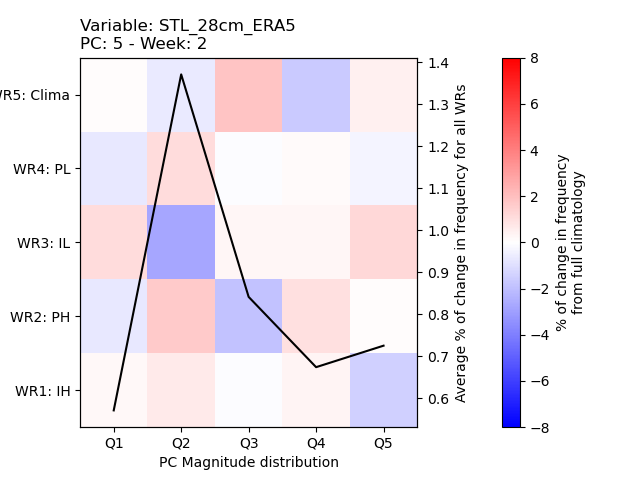 Variable: STL_28cm_ERA5
PC: 5 - Week: 2
WR5: Clima
WR4: PL
WR3: IL
WR2: PH
WR1: IH
Q1 Q2 Q3 Q4 Q5
PC Magnitude distribution
1.4
1.3
1.2
1.1
1.0
0.9
0.8
0.7
0.6
Average % of change in frequency for all WRs
8
6
4
2
0
−2
−4
−6
−8
% of change in frequency
from full climatology